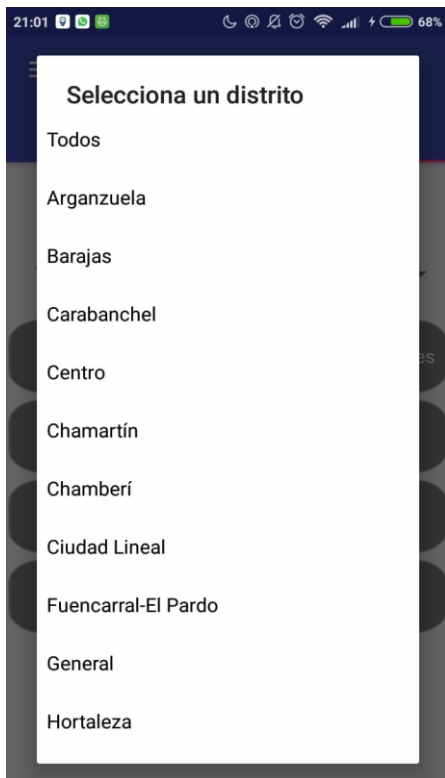 21:01
68%
Selecciona un distrito
Todos
Arganzuela
Barajas
Carabanchel
es
Centro
Chamartín
Chamberí
Ciudad Lineal
Fuencarral-El Pardo
General
Hortaleza